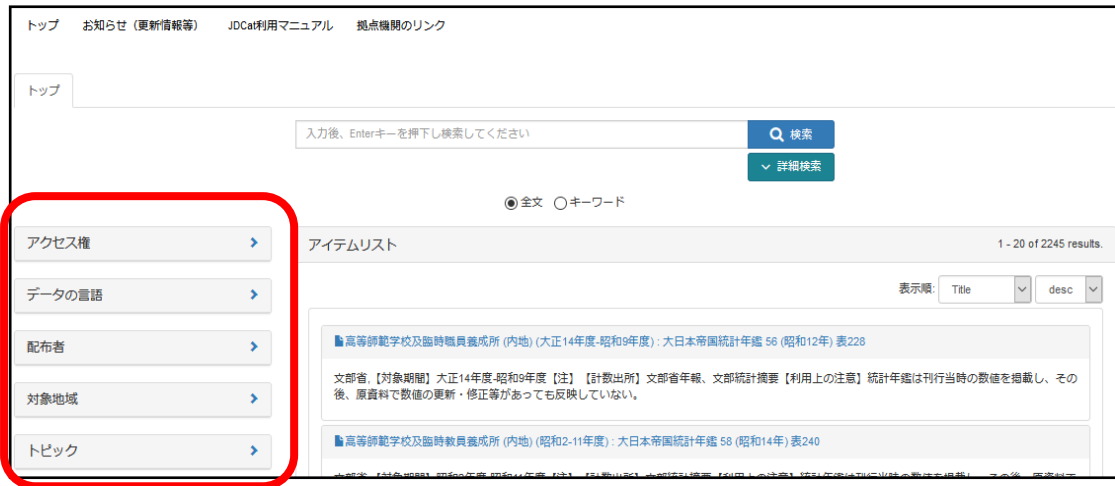 トップ お知らせ（更新情報等） JDCat利用マニュアル 拠点機関のリンク
トップ
入力後、Enterキーを押下し検索してください
検索
詳細検索
全文 キーワード
アクセス権
データの言語
配布者
対象地域
トピック
アイテムリスト 1 - 20 of 2245 results.
表示順: Title desc
高等師範学校及臨時職員養成所 (内地) (大正14年度-昭和9年度) : 大日本帝国統計年鑑 56 (昭和12年) 表228
文部省,【対象期間】大正14年度-昭和9年度【注】【計数出所】文部省年報、文部統計摘要【利用上の注意】統計年鑑は刊行当時の数値を掲載し、その
後、原資料で数値の更新・修正等があっても反映していない。
高等師範学校及臨時教員養成所 (内地) (昭和2-11年度) : 大日本帝国統計年鑑 58 (昭和14年) 表240